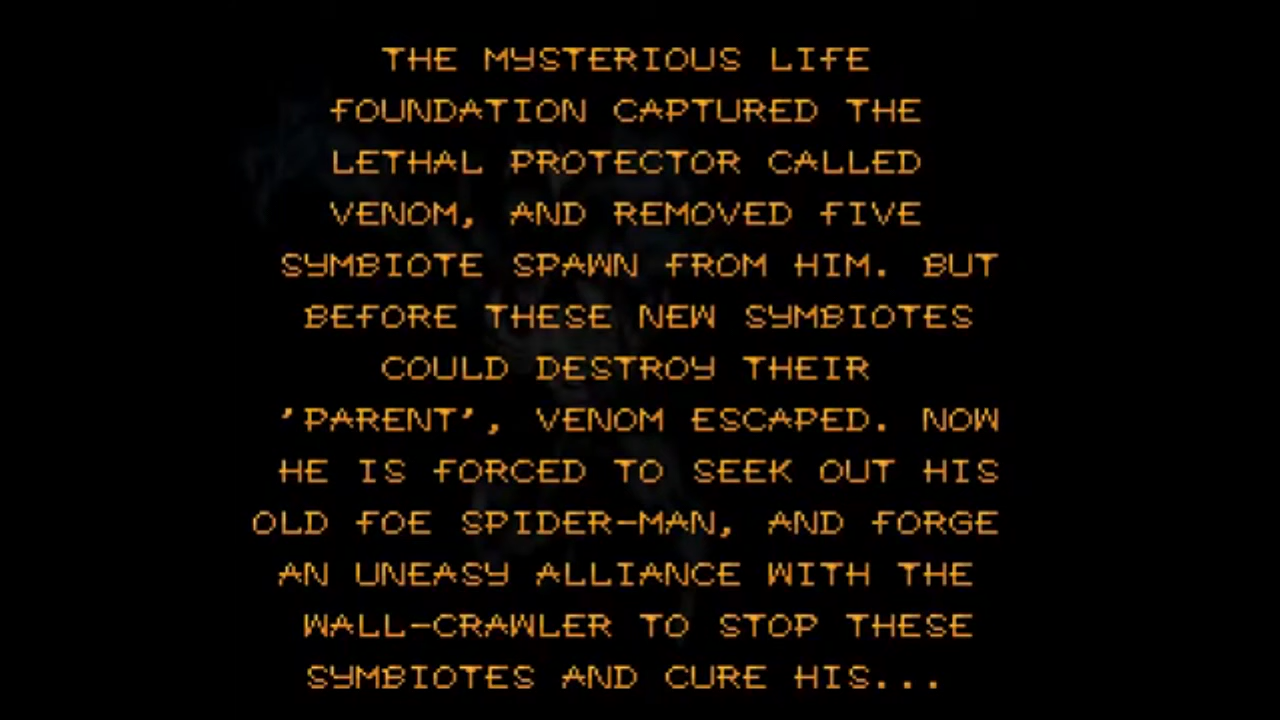 THE MYSTERIOUS LIFE
FOUNDATION CAPTURED THE
LETHAL PROTECTOR CALLED
VENOM, AND REMOVED FIVE
SYMBIOTE SPAWN FROM HIM. BUT
BEFORE THESE NEW SYMBIOTES
COULD DESTROY THEIR
'PARENT', VENOM ESCAPED. NOW
HE IS FORCED TO SEEK OUT HIS
OLD FOE SPIDER-MAN, AND FORGE
AN UNEASY ALLIANCE WITH THE
WALL-CRAWLER TO STOP THESE
SYMBIOTES AND CURE HIS...